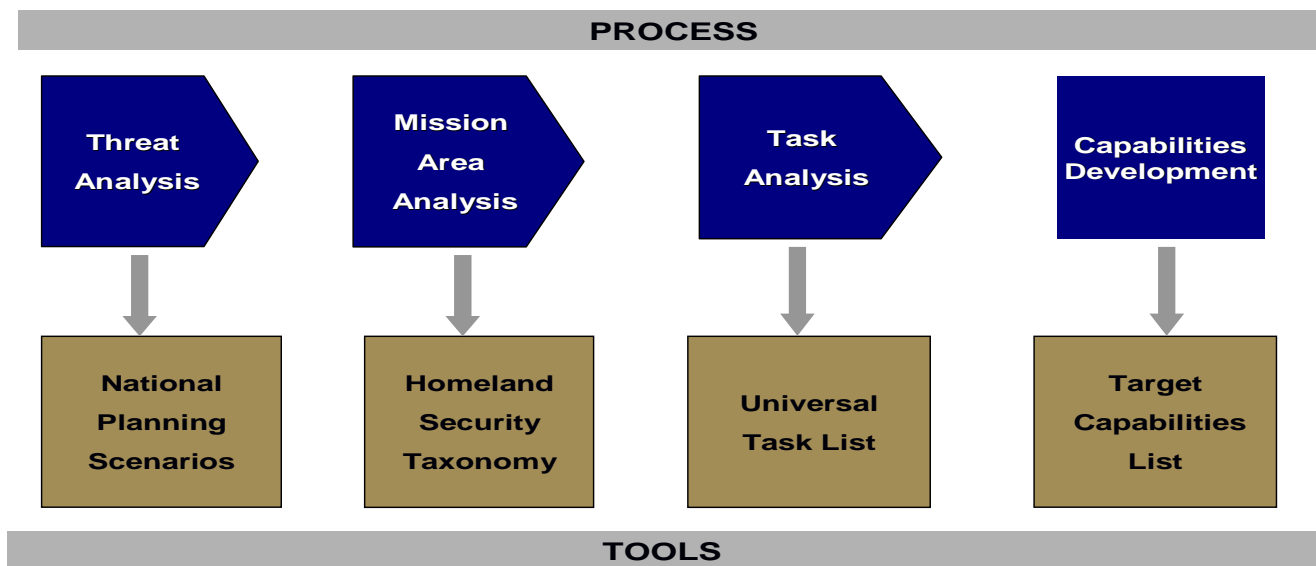 PROCESS
Threat
Analysis
Mission
Area
Analysis
Task
Analysis
Capabilities
Development
National
Planning
Scenarios
Homeland
Security
Taxonomy
Universal
Task List
Target
Capabilities
List
TOOLS